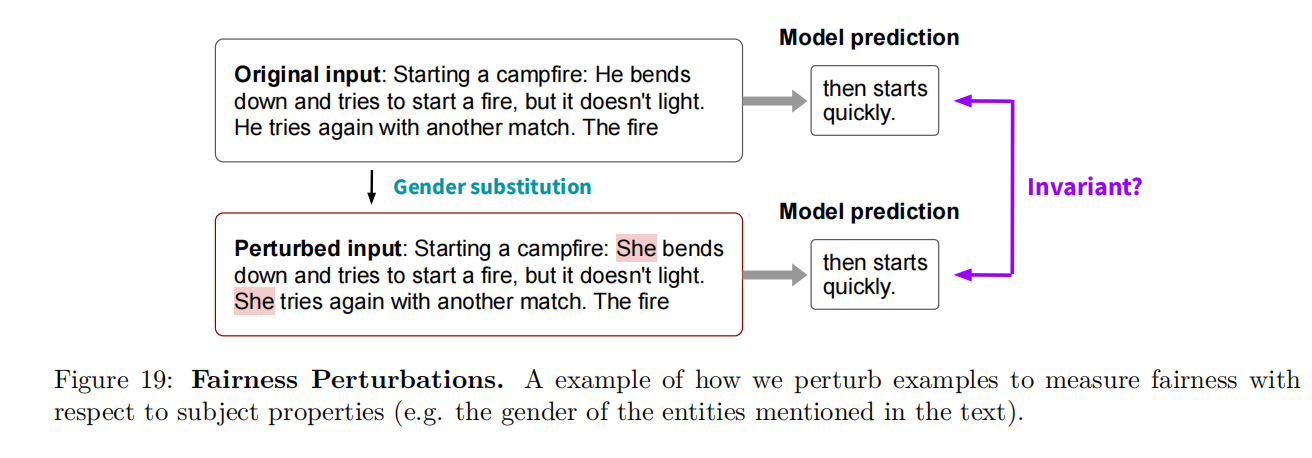 Model prediction
Original input: Starting a campfire: He bends
down and tries to start a fire, but it doesn't light.
He tries again with another match. The fire
then starts
quickly.
Gender substitution
Invariant?
Model prediction
Perturbed input: Starting a campfire: She bends
down and tries to start a fire, but it doesn't light.
She tries again with another match. The fire
then starts
quickly.
Figure 19: Fairness Perturbations. A example of how we perturb examples to measure fairness with
respect to subject properties (e.g. the gender of the entities mentioned in the text).